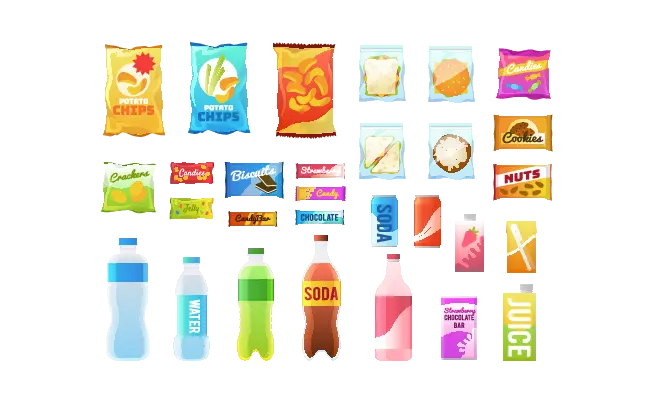 POTATO
CHIPS
POTATO
CHIPS
Candies
Cookies
NUTS
Crackers
Candies
Jelly
Biscuits
CandyBar
Strawberry
Candy
CHOCOLATE
SODA
WATER
SODA
Strawberry
CHOCOLATE
BAR
JUICE